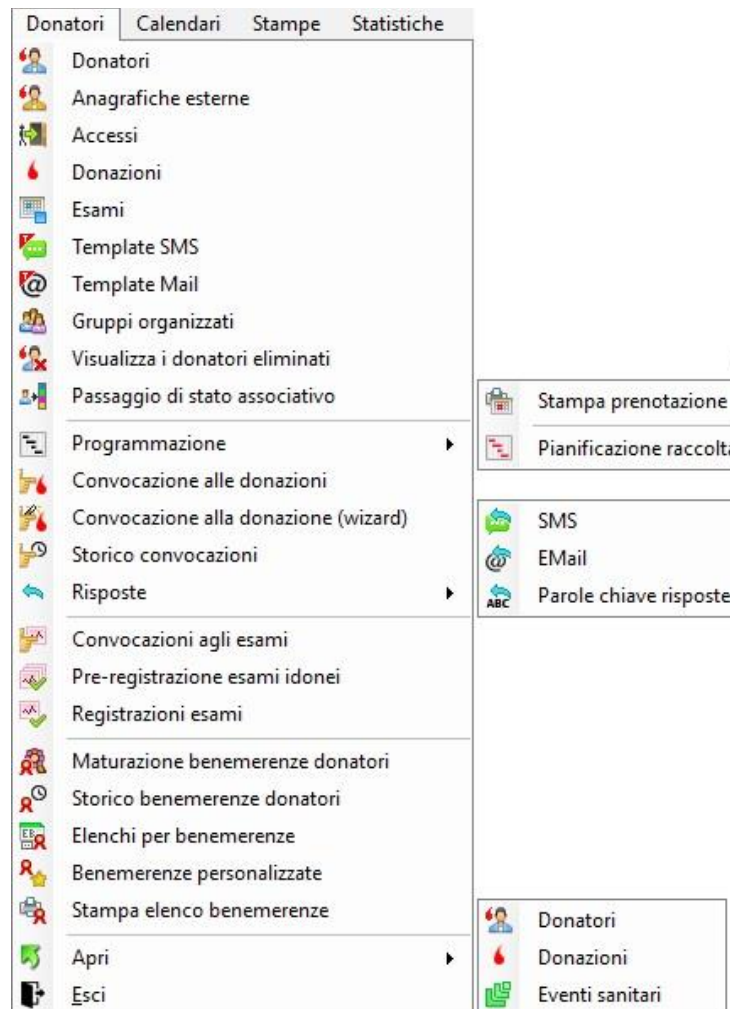 Donatori Calendari Stampe Statistiche
Donatori
Anagrafiche esterne
Accessi
Donazioni
Esami
Template SMS
Template Mail
Gruppi organizzati
Visualizza i donatori eliminati
Passaggio di stato associativo
Programmazione
Convocazione alle donazioni
Convocazione alla donazione (wizard)
Storico convocazioni
Risposte
Convocazioni agli esami
Pre-registrazione esami idonei
Registrazioni esami
Maturazione benemerenze donatori
Storico benemerenze donatori
Elenchi per benemerenze
Benemerenze personalizzate
Stampa elenco benemerenze
Apri
Esci
Stampa prenotazione
Pianificazione raccolta
SMS
EMail
ABC Parole chiave risposte
Donatori
Donazioni
Eventi sanitari